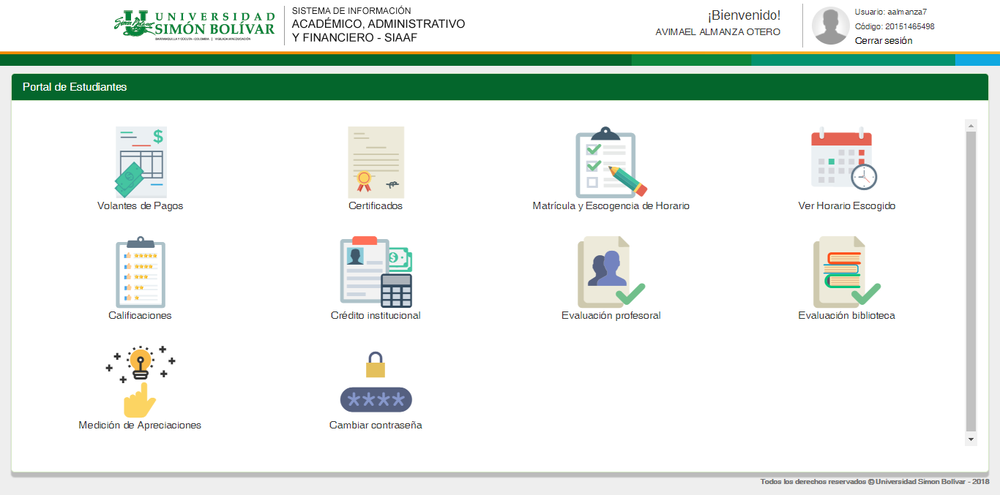 UNIVERSIDAD
SIMÓN BOLÍVAR
BARRANQUILLA Y CÚCUTA - COLOMBIA | VIGILADA MINEDUCACIÓN
SISTEMA DE INFORMACIÓN
ACADÉMICO, ADMINISTRATIVO
Y FINANCIERO - SIAAF
¡Bienvenido!
AVIMAEL ALMANZA OTERO
Usuario: aalmanza7
Código: 20151465498
Cerrar sesión
Portal de Estudiantes
Volantes de Pagos
Certificados
Matrícula y Escogencia de Horario
Ver Horario Escogido
Calificaciones
Crédito institucional
Evaluación profesoral
Evaluación biblioteca
Medición de Apreciaciones
Cambiar contraseña
Todos los derechos reservados © Universidad Simon Bolívar - 2018